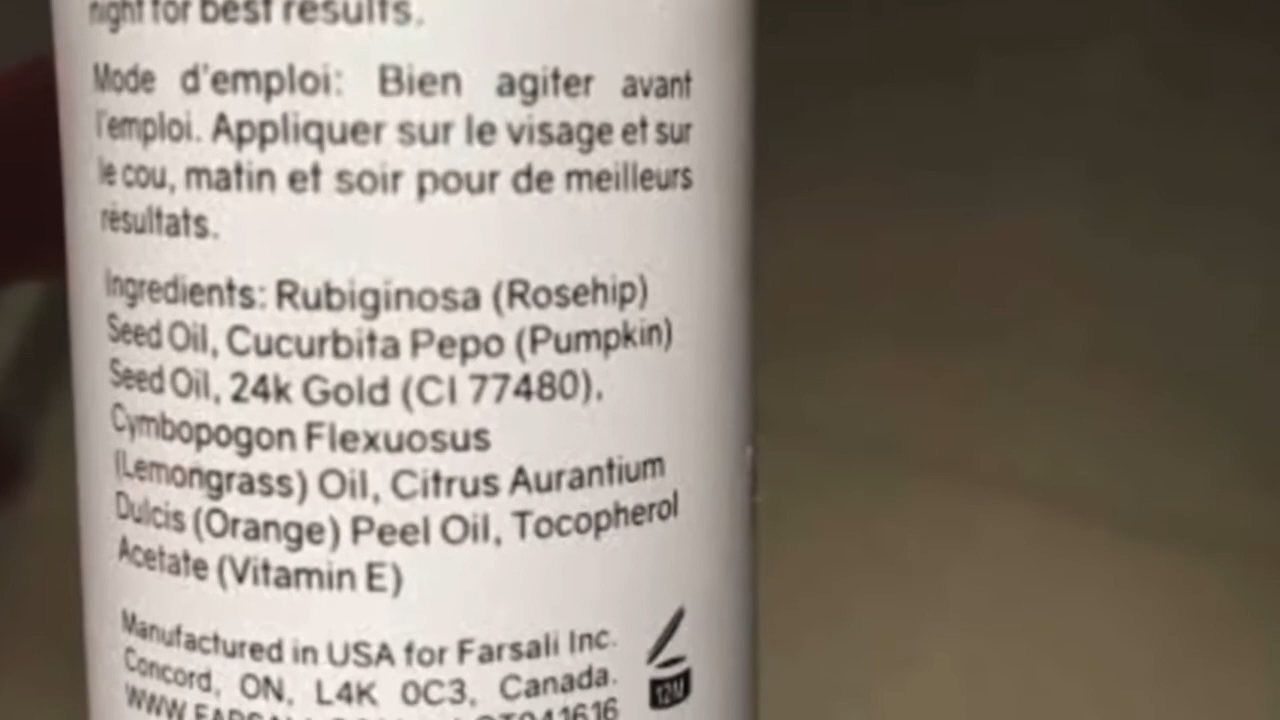 night for best results.
Mode d'emploi: Bien agiter avant
l'emploi. Appliquer sur le visage et sur
le cou, matin et soir pour de meilleurs
résultats.
Ingredients: Rubiginosa (Rosehip)
Seed Oil, Cucurbita Pepo (Pumpkin)
Seed Oil, 24k Gold (CI 77480),
Cymbopogon Flexuosus
(Lemongrass) Oil, Citrus Aurantium
Dulcis (Orange) Peel Oil, Tocopherol
Acetate (Vitamin E)
Manufactured in USA for Farsali Inc.
Concord, ON, L4K 0C3, Canada.
12M